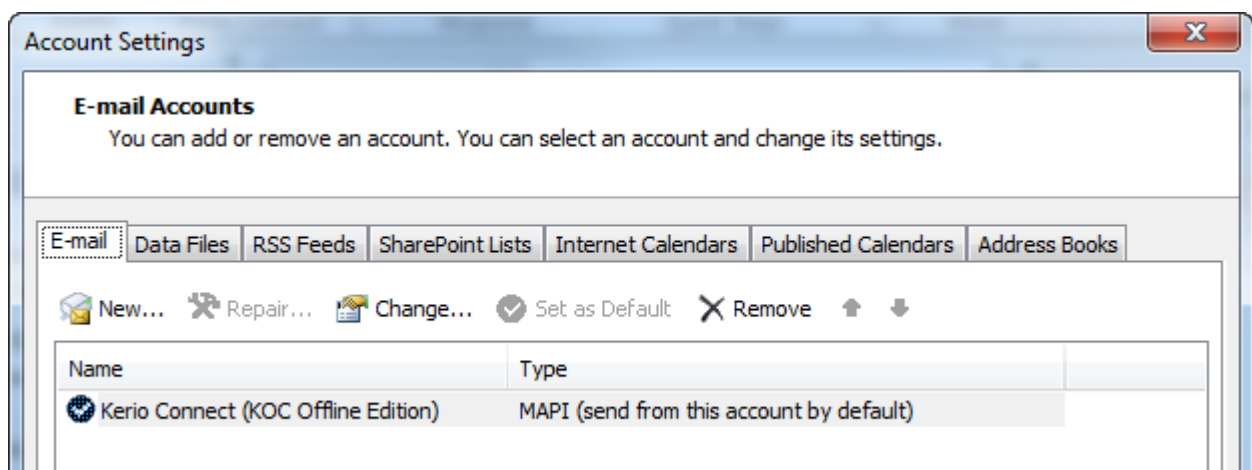 Account Settings
E-mail Accounts
You can add or remove an account. You can select an account and change its settings.
E-mail Data Files RSS Feeds SharePoint Lists Internet Calendars Published Calendars Address Books
New... Repair... Change... Set as Default Remove
Name Type
Kerio Connect (KOC Offline Edition) MAPI (send from this account by default)